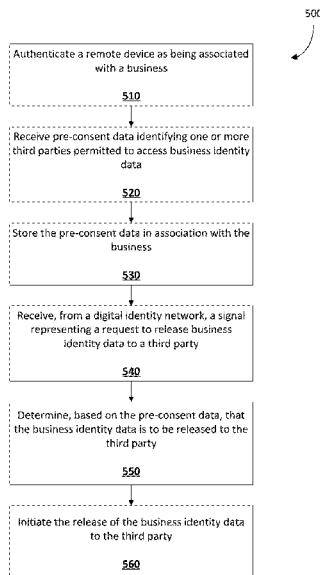 500
Authenticate a remote device as being associated
with a business
510
Receive pre-consent data identifying one or more
third parties permitted to access business identity
data
520
Store the pre-consent data in association with the
business
530
Receive, from a digital identity network, a signal
representing a request to release business
identity data to a third party
540
Determine, based on the pre-consent data, that
the business identity data is to be released to the
third party
550
Initiate the release of the business identity data
to the third party
560